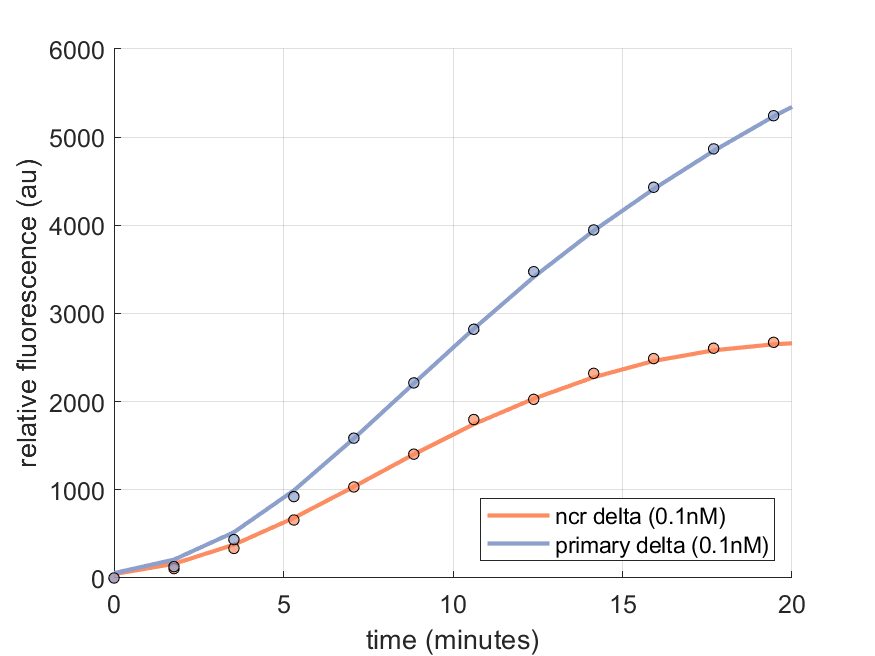 6000
5000
4000
3000
2000
1000
0
relative fluorescence (au)
0 5 10 15 20
time (minutes)
ncr delta (0.1nM)
primary delta (0.1nM)